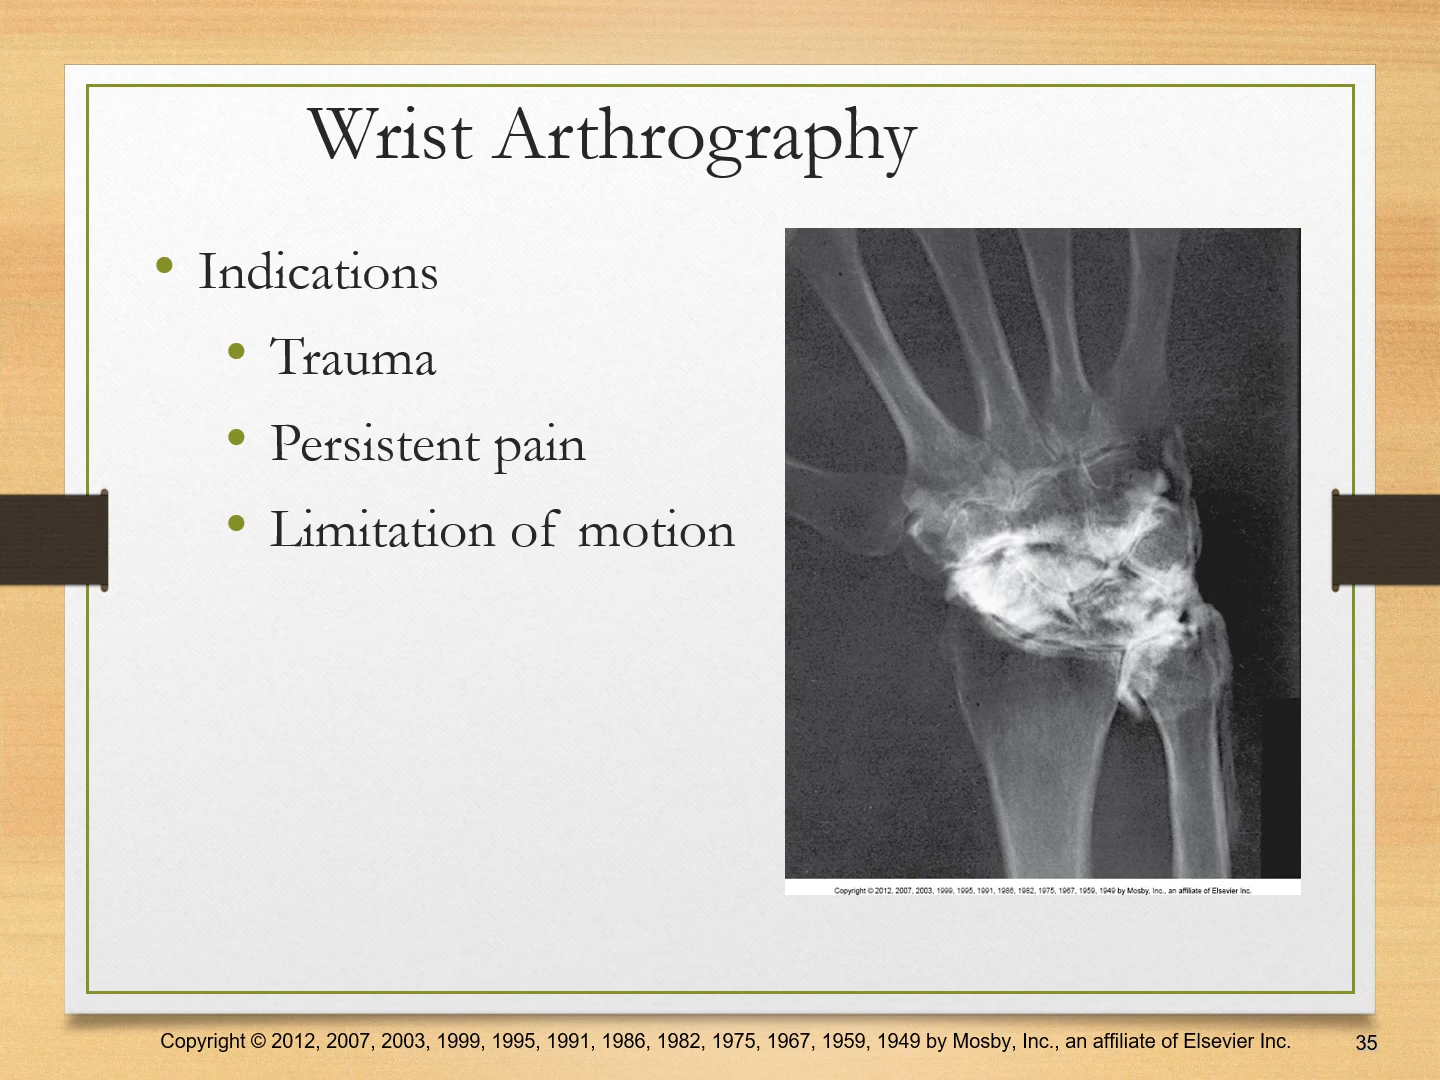 Wrist Arthrography
• Indications
• Trauma
• Persistent pain
• Limitation of motion
Copyright © 2012, 2007, 2003, 1999, 1995, 1991, 1986, 1982, 1975, 1967, 1959, 1949 by Mosby, Inc., an affiliate of Elsevier Inc.
Copyright © 2012, 2007, 2003, 1999, 1995, 1991, 1986, 1982, 1975, 1967, 1959, 1949 by Mosby, Inc., an affiliate of Elsevier Inc.
35